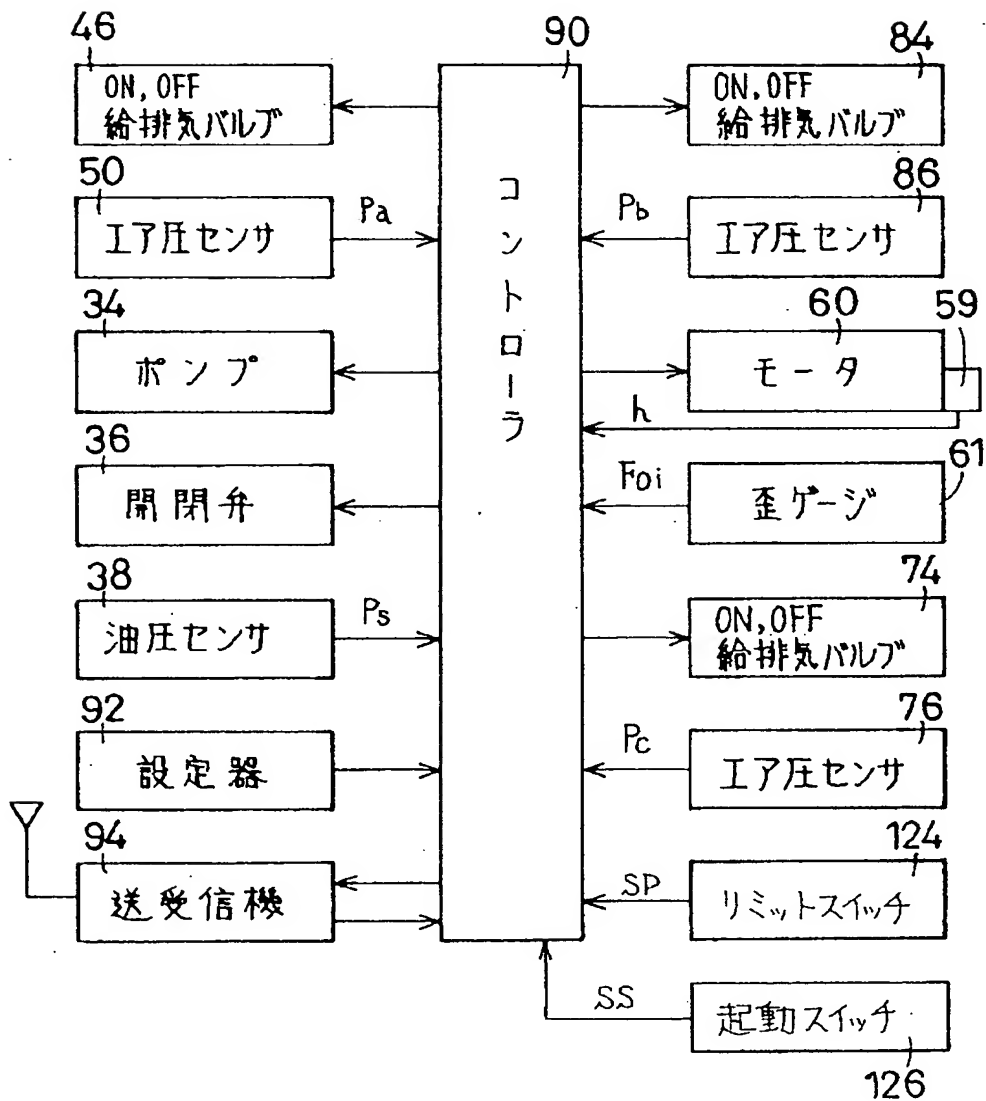 46
90
84
ON, OFF
給排気バルブ
ON, OFF
給排気バルブ
50
86
エア圧センサ
Pa
コントローラ
Pb
エア圧センサ
34
60
59
ポンプ
モータ
h
36
61
開閉弁
Foi
歪ゲージ
38
74
油圧センサ
Ps
ON, OFF
給排気バルブ
92
76
設定器
Pc
エア圧センサ
94
124
送受信機
SP
リミットスイッチ
SS
起動スイッチ
126